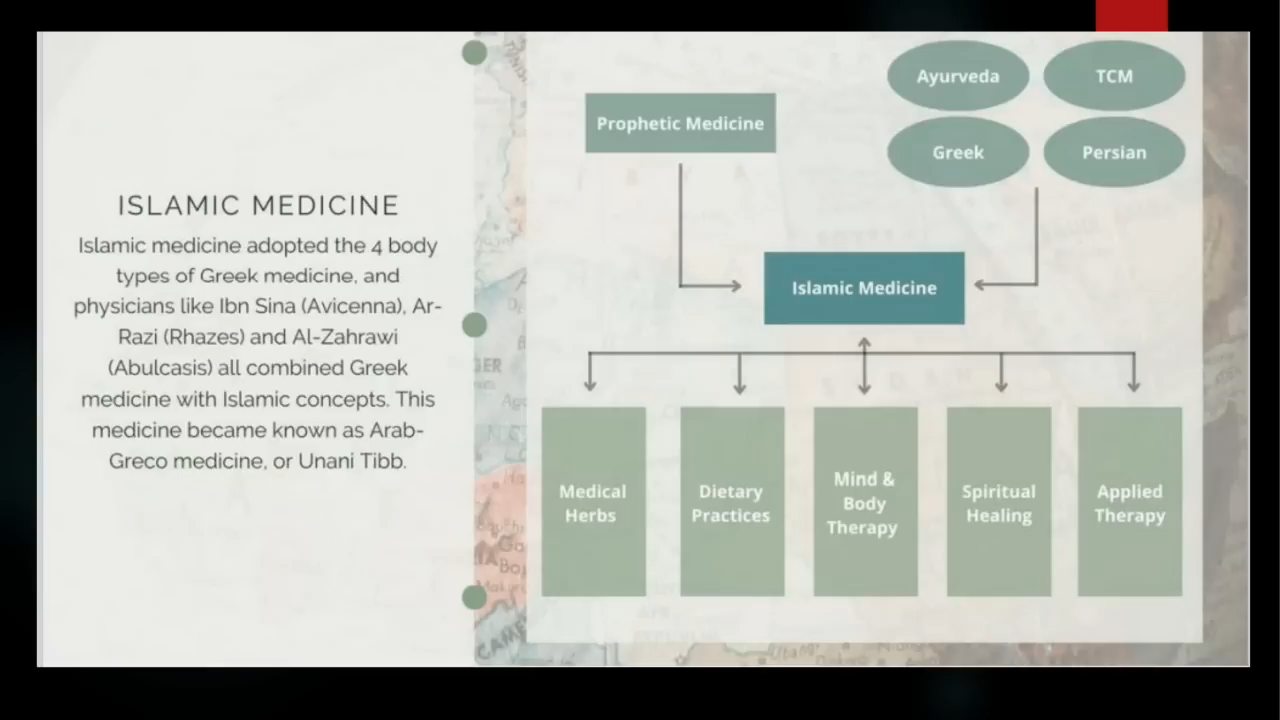 ISLAMIC MEDICINE
Islamic medicine adopted the 4 body
types of Greek medicine, and
physicians like Ibn Sina (Avicenna), Ar-
Razi (Rhazes) and Al-Zahrawi
(Abulcasis) all combined Greek
medicine with Islamic concepts. This
medicine became known as Arab-
Greco medicine, or Unani Tibb.
Prophetic Medicine
Ayurveda
TCM
Greek
Persian
Islamic Medicine
Medical
Herbs
Dietary
Practices
Mind &
Body
Therapy
Spiritual
Healing
Applied
Therapy